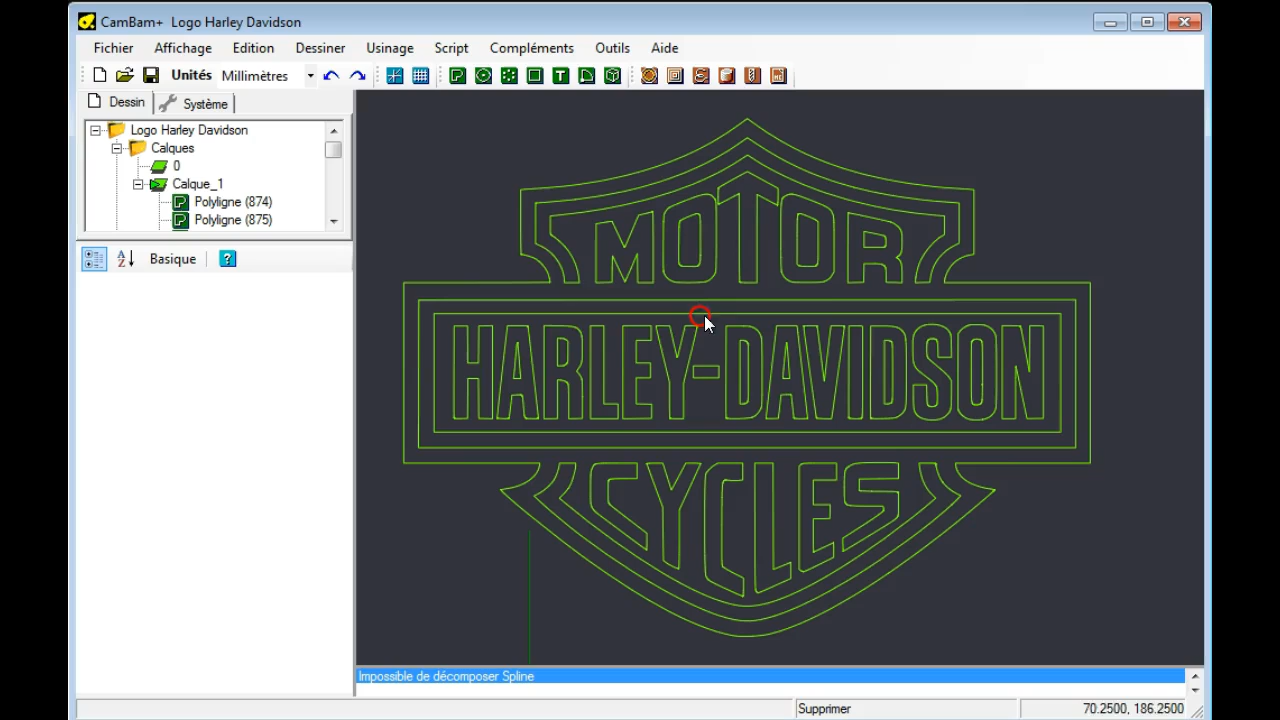 CamBam+ Logo Harley Davidson
Fichier Affichage Edition Dessiner Usinage Script Compléments Outils Aide
Unités Millimètres
Dessin Système
Logo Harley Davidson
Calques
0
Calque_1
Polyligne (874)
Polyligne (875)
Basique
MOTOR
HARLEY-DAVIDSON
CYCLES
Impossible de décomposer Spline
Supprimer 70.2500, 186.2500